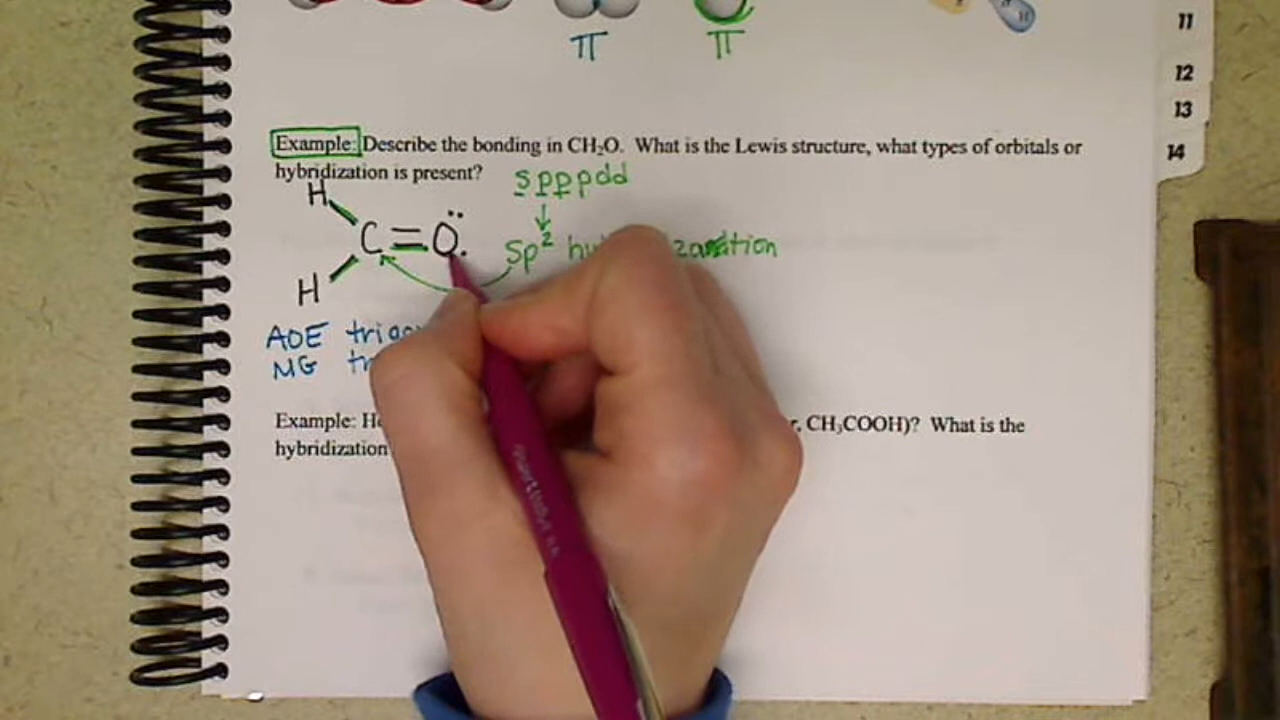 11
π π
12
13
Example: Describe the bonding in CH₂O. What is the Lewis structure, what types of orbitals or
14
hybridization is present? spppdd
H
C=O
sp²
H
AOE
MG
Example: CH₃COOH)? What is the
hybridization